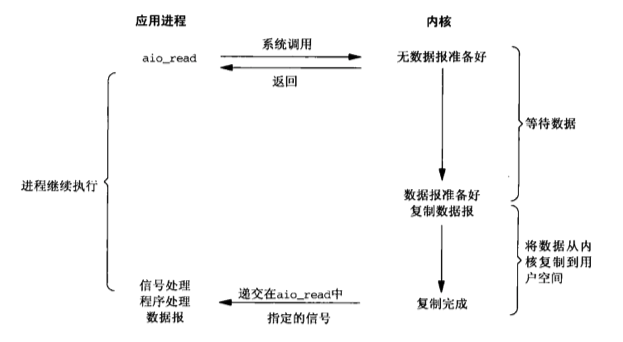 应用进程
内核
系统调用
aio_read
无数据报准备好
返回
等待数据
进程继续执行
数据报准备好
复制数据报
将数据从内
核复制到用
户空间
信号处理
程序处理
数据报
递交在aio_read中
指定的信号
复制完成